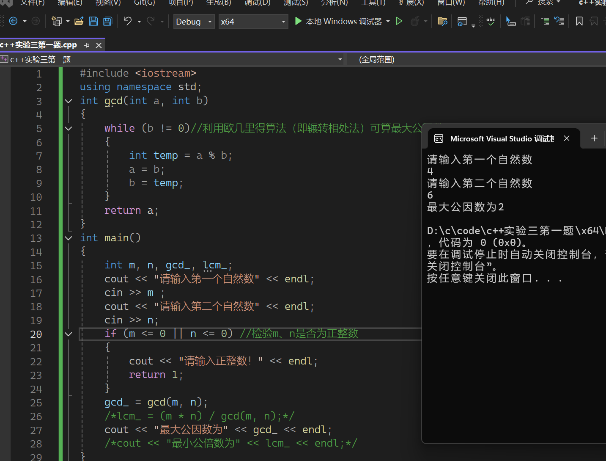 文件(F) 编辑(E) 视图(V) Git(G) 项目(P) 生成(B) 调试(D) 测试(S) 分析(N) 工具(T) 扩展(X) 窗口(W) 帮助(H)
Debug x64 本地 Windows 调试器
c++实验三第一题.cpp
c++实验三第一题 (全局范围)
1 #include <iostream>
2 using namespace std;
3 int gcd(int a, int b)
4 {
5 while (b != 0)//利用欧几里得算法（即辗转相处法）可算最大公
6 {
7 int temp = a % b;
8 a = b;
9 b = temp;
10 }
11 return a;
12 }
13 int main()
14 {
15 int m, n, gcd_, lcm_;
16 cout << "请输入第一个自然数" << endl;
17 cin >> m ;
18 cout << "请输入第二个自然数" << endl;
19 cin >> n;
20 if (m <= 0 || n <= 0) //检验m、n是否为正整数
21 {
22 cout << "请输入正整数！" << endl;
23 return 1;
24 }
25 gcd_ = gcd(m, n);
26 /*lcm_ = (m * n) / gcd(m, n);*/
27 cout << "最大公因数为" << gcd_ << endl;
28 /*cout << "最小公倍数为" << lcm_ << endl;*/
29 }
Microsoft Visual Studio 调试
请输入第一个自然数
4
请输入第二个自然数
6
最大公因数为2
D:\c\code\c++实验三第一题\x64\
，代码为 0 (0x0)。
要在调试停止时自动关闭控制台，
关闭控制台"。
按任意键关闭此窗口. . .